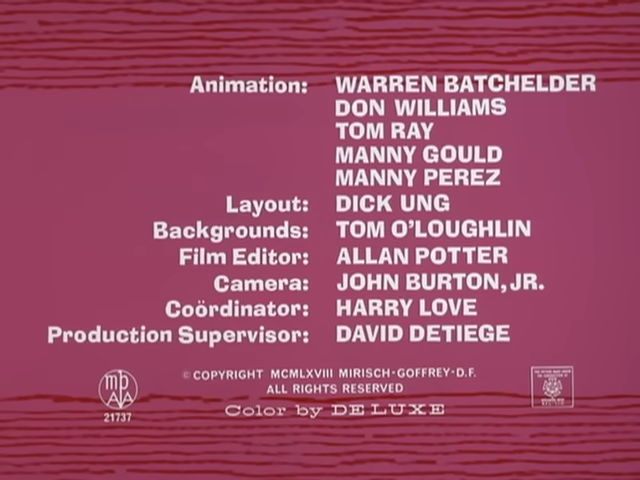 Animation: WARREN BATCHELDER
DON WILLIAMS
TOM RAY
MANNY GOULD
MANNY PEREZ
Layout: DICK UNG
Backgrounds: TOM O'LOUGHLIN
Film Editor: ALLAN POTTER
Camera: JOHN BURTON, JR.
Coördinator: HARRY LOVE
Production Supervisor: DAVID DETIEGE
© COPYRIGHT MCMLXVIII MIRISCH-GOFFREY-D.F.
ALL RIGHTS RESERVED
Color by DE LUXE
21737